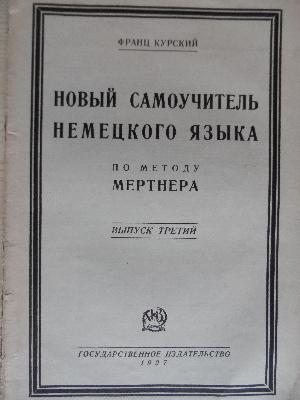 ФРАНЦ КУРСКИЙ
НОВЫЙ САМОУЧИТЕЛЬ
НЕМЕЦКОГО ЯЗЫКА
ПО МЕТОДУ
МЕРТНЕРА
ВЫПУСК ТРЕТИЙ
ГОСУДАРСТВЕННОЕ ИЗДАТЕЛЬСТВО
1927